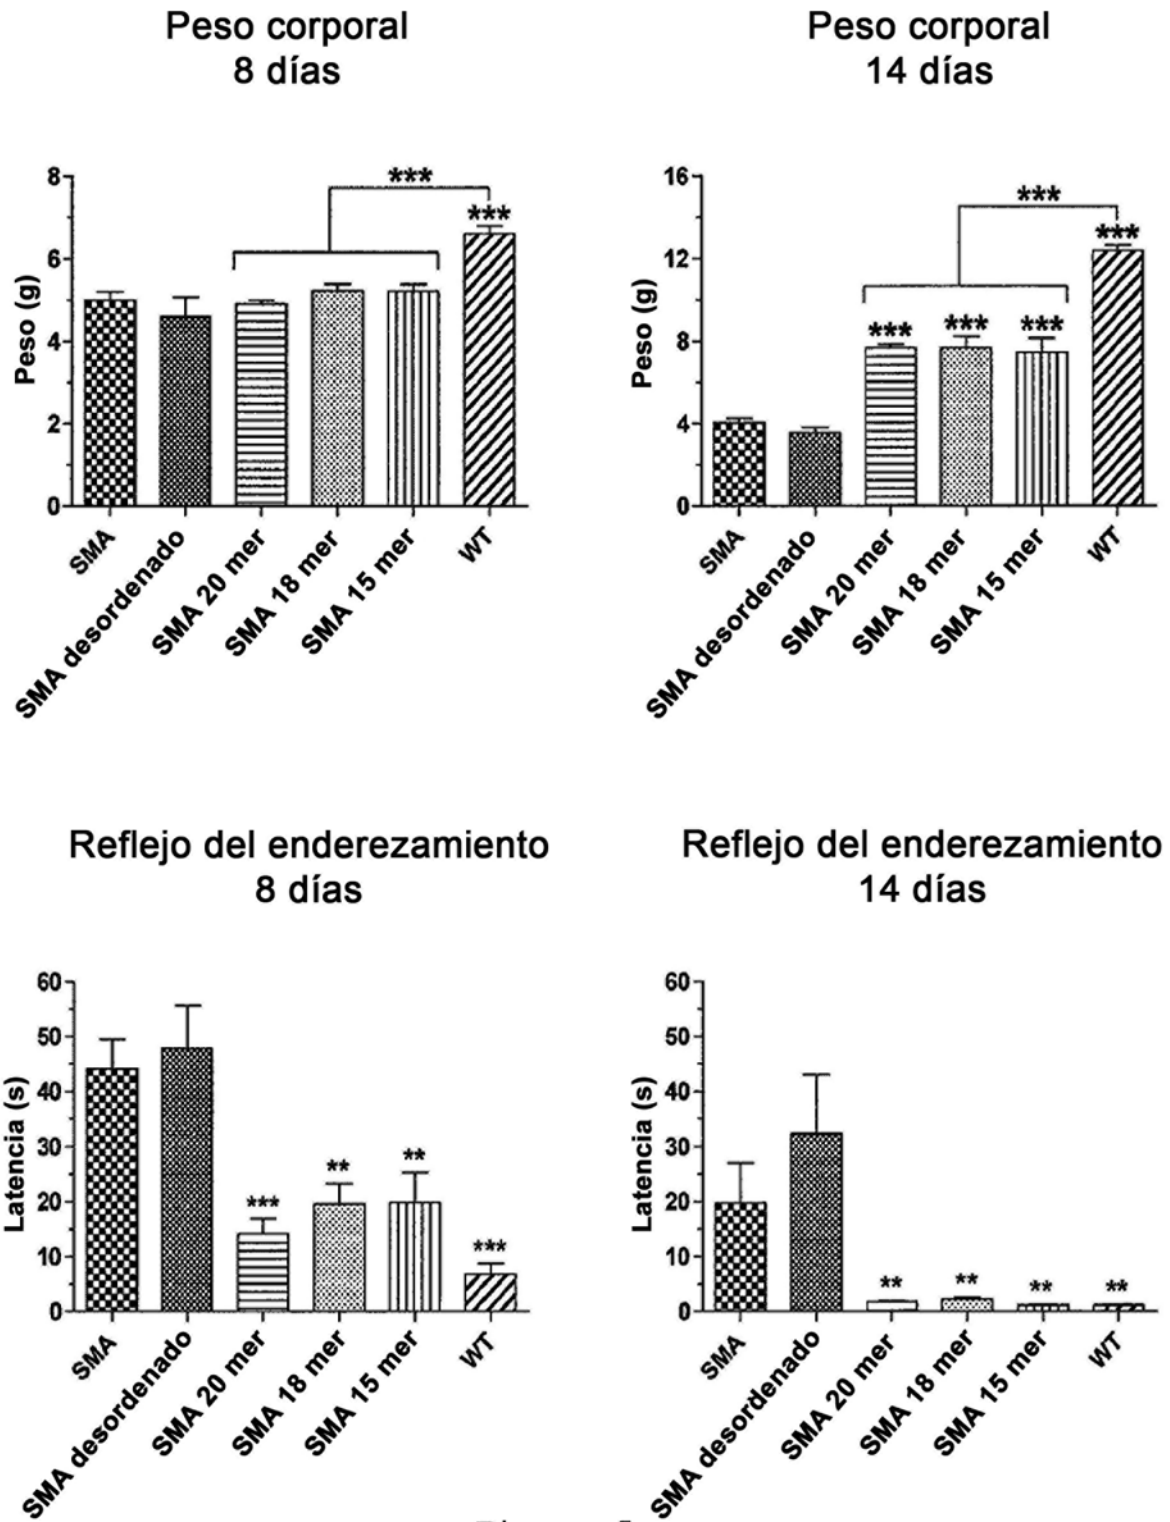 Peso corporal
8 días
Peso corporal
14 días
Peso (g)
8
6
4
2
0
***
***
SMA
SMA desordenado
SMA 20 mer
SMA 18 mer
SMA 15 mer
WT
Peso (g)
16
12
8
4
0
***
***
***
***
***
SMA
SMA desordenado
SMA 20 mer
SMA 18 mer
SMA 15 mer
WT
Reflejo del enderezamiento
8 días
Reflejo del enderezamiento
14 días
Latencia (s)
60
50
40
30
20
10
0
***
**
**
***
SMA
SMA desordenado
SMA 20 mer
SMA 18 mer
SMA 15 mer
WT
Latencia (s)
60
50
40
30
20
10
0
**
**
**
**
SMA
SMA desordenado
SMA 20 mer
SMA 18 mer
SMA 15 mer
WT